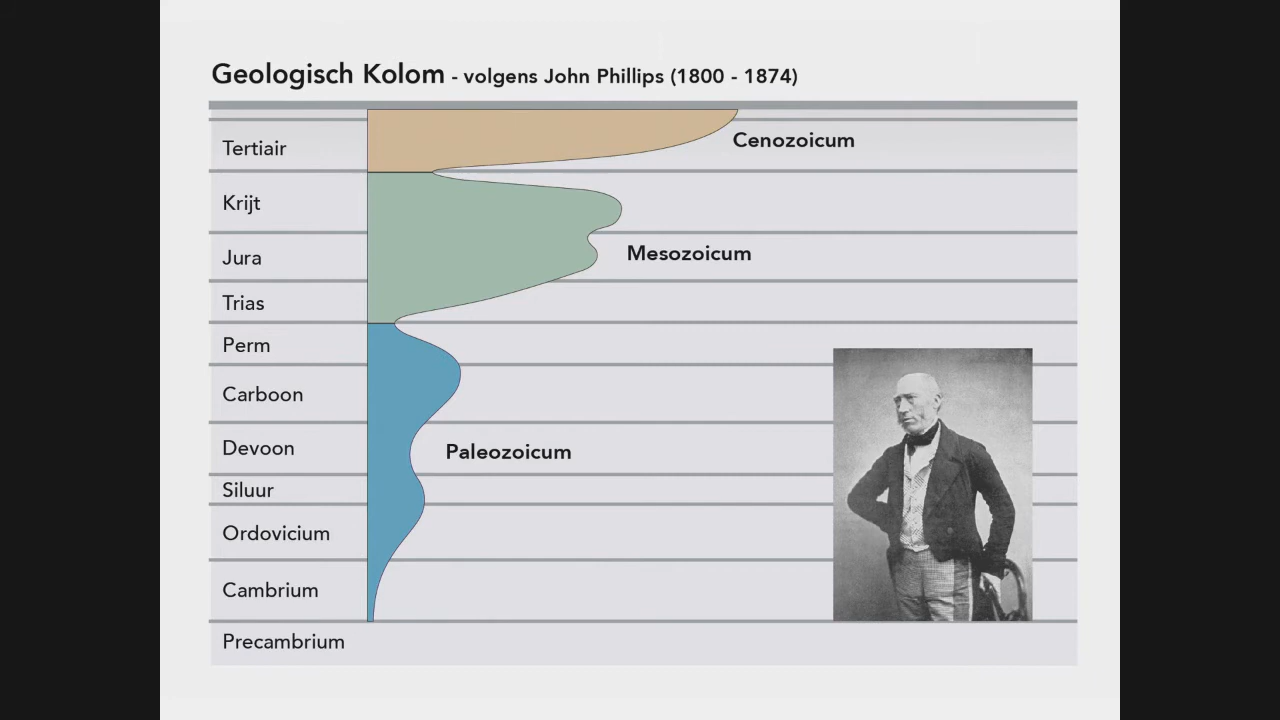 Geologisch Kolom - volgens John Phillips (1800 - 1874)
Tertiair
Cenozoicum
Krijt
Jura
Mesozoicum
Trias
Perm
Carboon
Devoon
Paleozoicum
Siluur
Ordovicium
Cambrium
Precambrium